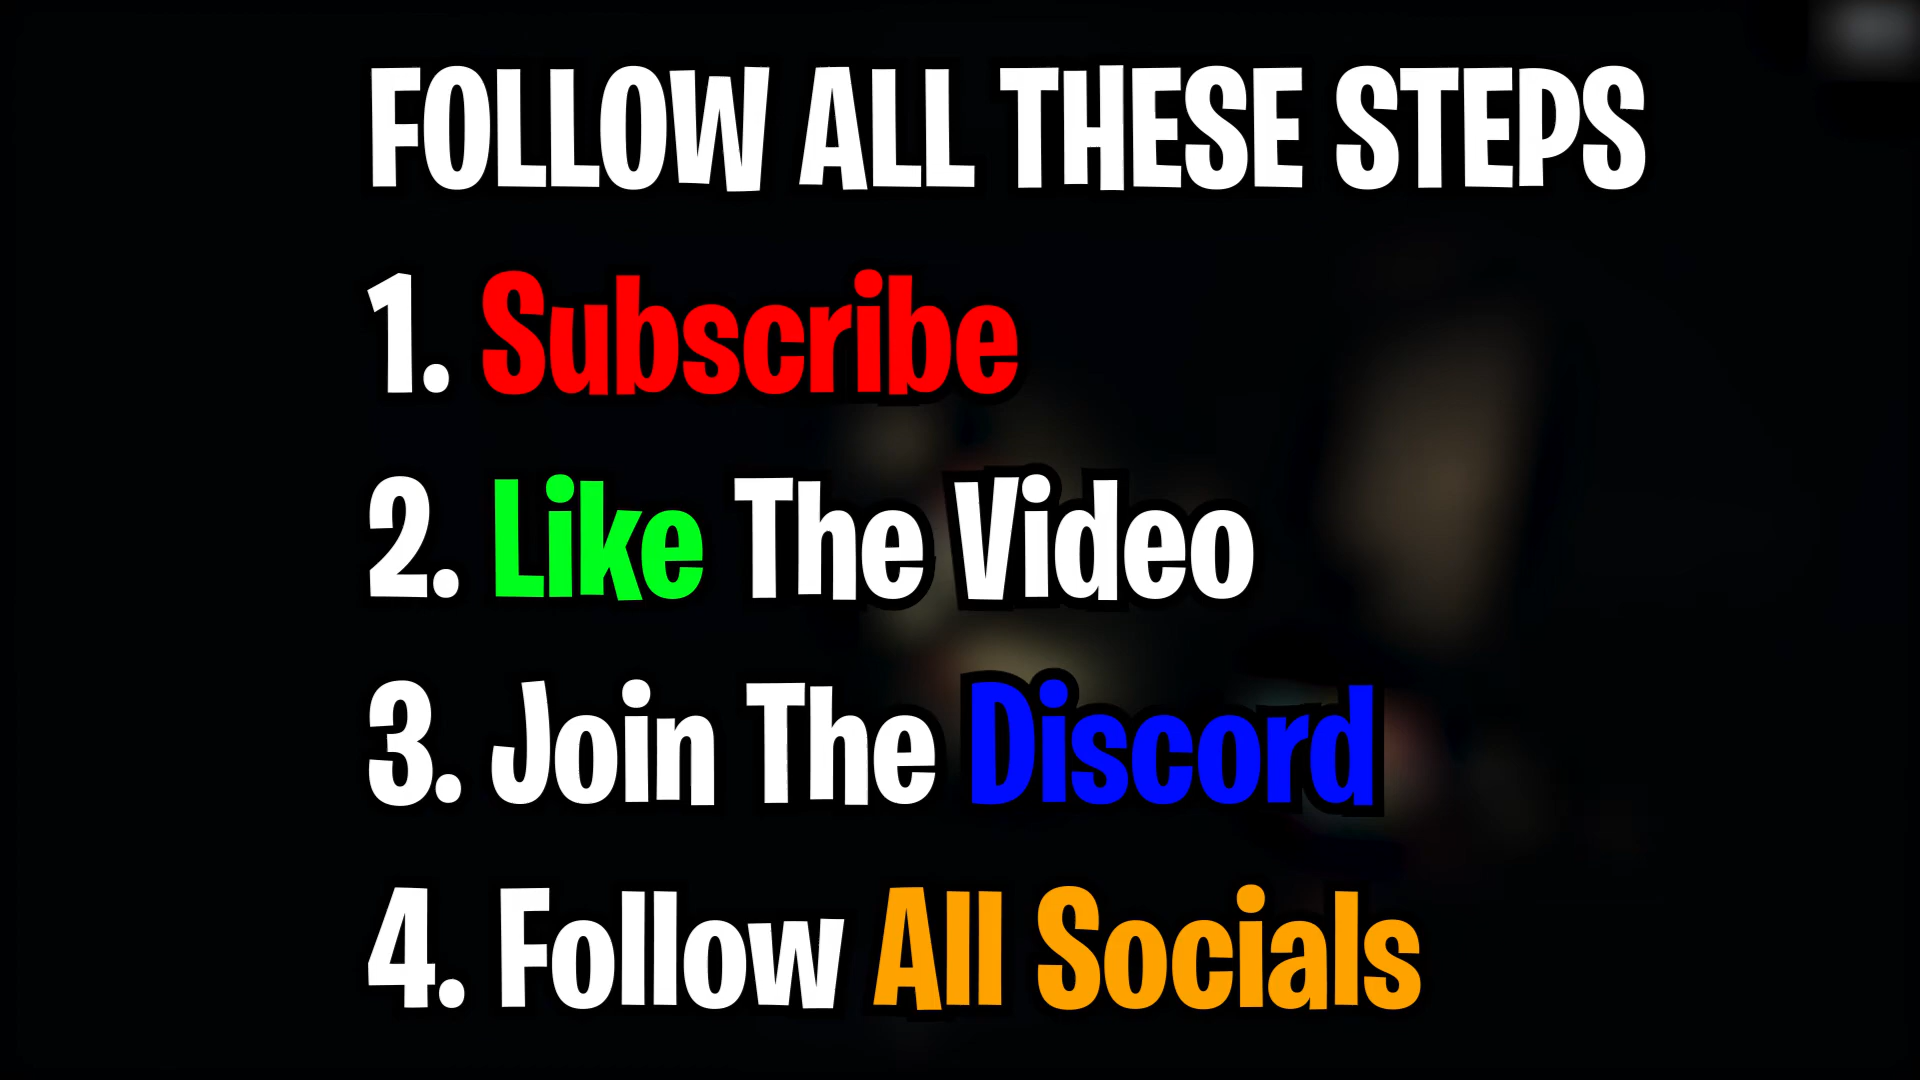 FOLLOW ALL THESE STEPS
1. Subscribe
2. Like The Video
3. Join The Discord
4. Follow All Socials